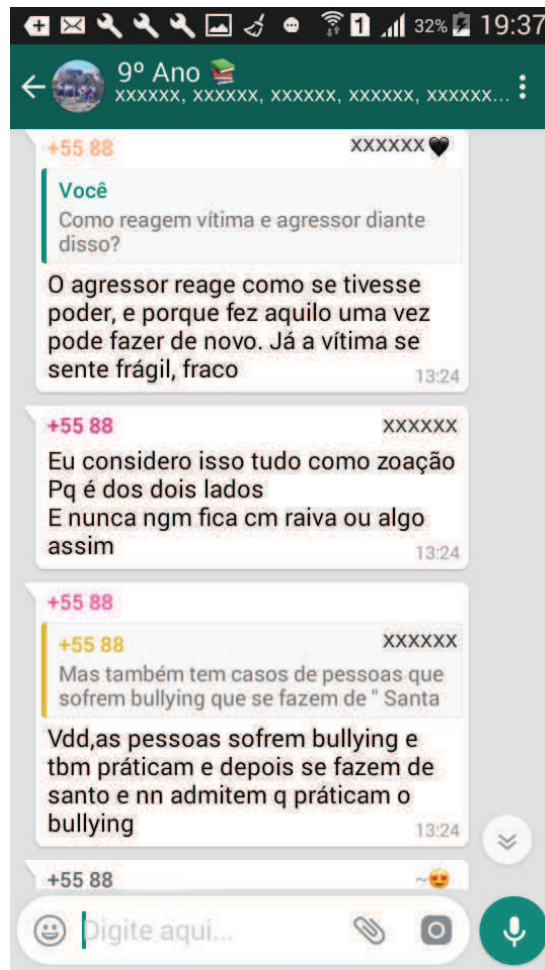 1 32% 19:37
9º Ano
xxxxxx, xxxxxx, xxxxxx, xxxxxx, xxxxxx...
+55 88 xxxxxx
Você
Como reagem vítima e agressor diante
disso?
O agressor reage como se tivesse
poder, e porque fez aquilo uma vez
pode fazer de novo. Já a vítima se
sente frágil, fraco
13:24
+55 88 xxxxxx
Eu considero isso tudo como zoação
Pq é dos dois lados
E nunca ngm fica cm raiva ou algo
assim
13:24
+55 88
+55 88 xxxxxx
Mas também tem casos de pessoas que
sofrem bullying que se fazem de " Santa
Vdd,as pessoas sofrem bullying e
tbm práticam e depois se fazem de
santo e nn admitem q práticam o
bullying
13:24
+55 88 ~
Digite aqui...